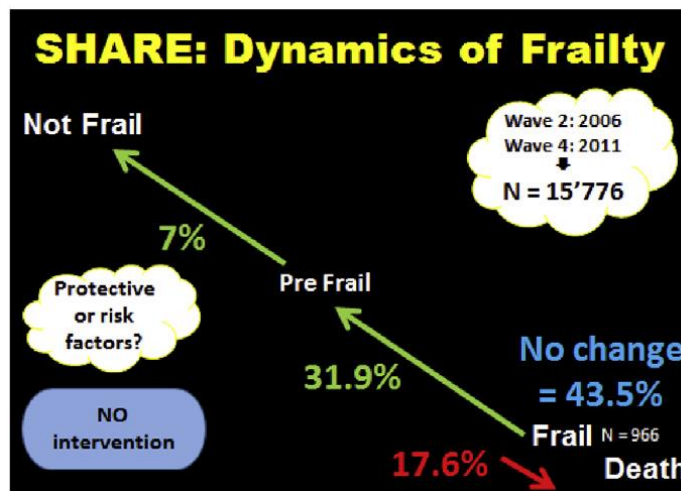 SHARE: Dynamics of Frailty
Not Frail
Wave 2: 2006
Wave 4: 2011
N = 15’776
7%
Pre Frail
Protective
or risk
factors?
31.9%
No change
= 43.5%
NO
intervention
Frail N = 966
17.6%
Death